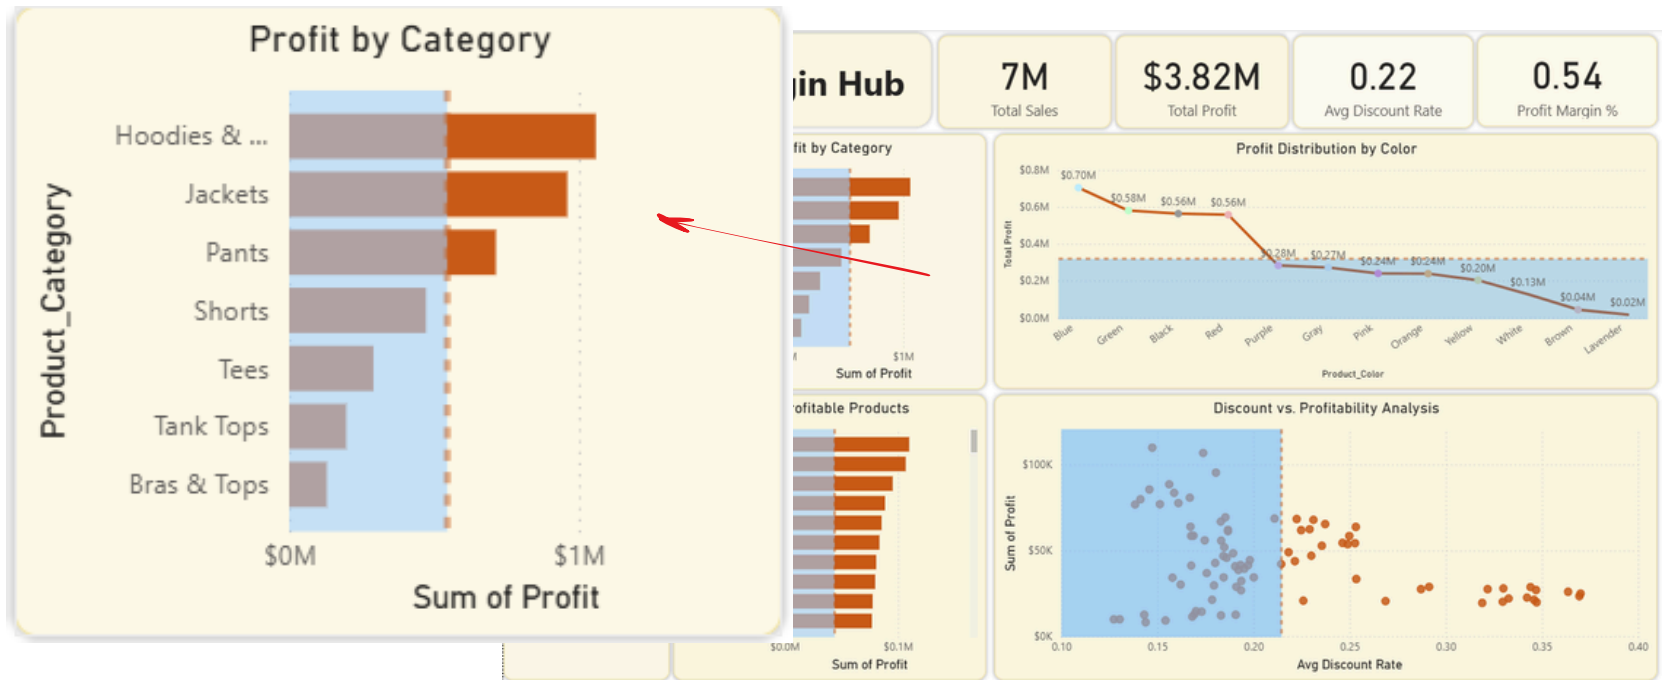 Profit by Category
Product_Category
Hoodies & ...
Jackets
Pants
Shorts
Tees
Tank Tops
Bras & Tops
$0M
$1M
Sum of Profit
gin Hub
7M
Total Sales
$3.82M
Total Profit
0.22
Avg Discount Rate
0.54
Profit Margin %
fit by Category
M
$1M
Sum of Profit
Profit Distribution by Color
Total Profit
$0.8M
$0.6M
$0.4M
$0.2M
$0.0M
$0.70M
$0.58M
$0.56M
$0.56M
$0.28M
$0.27M
$0.24M
$0.24M
$0.20M
$0.13M
$0.04M
$0.02M
Blue
Green
Black
Red
Purple
Gray
Pink
Orange
Yellow
White
Brown
Lavender
Product_Color
rofitable Products
$0.0M
$0.1M
Sum of Profit
Discount vs. Profitability Analysis
Sum of Profit
$100K
$50K
$0K
0.10
0.15
0.20
0.25
0.30
0.35
0.40
Avg Discount Rate